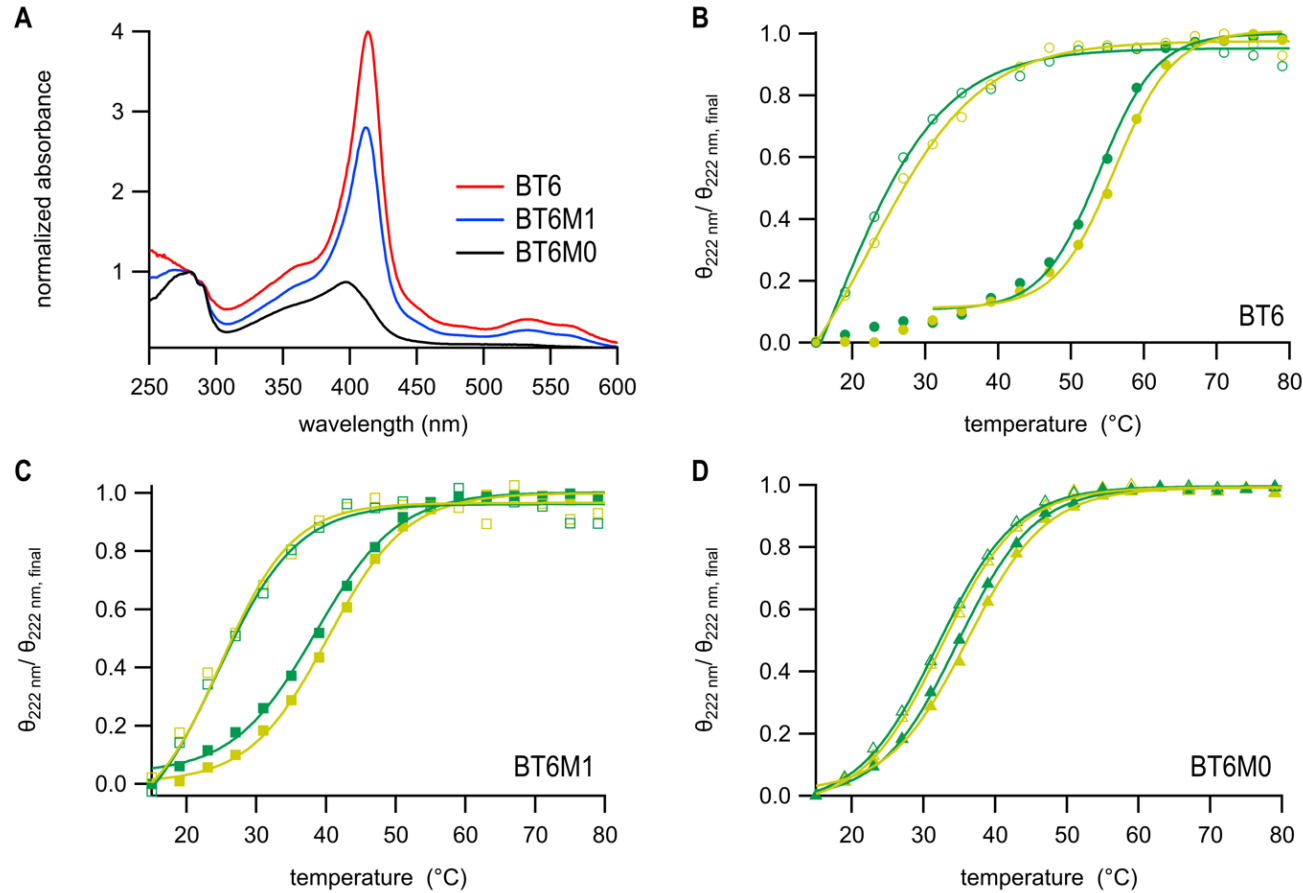 A
normalized absorbance
4
3
2
1
250 300 350 400 450 500 550 600
wavelength (nm)
BT6
BT6M1
BT6M0
B
θ222 nm/ θ222 nm, final
1.0
0.8
0.6
0.4
0.2
0.0
20 30 40 50 60 70 80
temperature (°C)
BT6
C
θ222 nm/ θ222 nm, final
1.0
0.8
0.6
0.4
0.2
0.0
20 30 40 50 60 70 80
temperature (°C)
BT6M1
D
θ222 nm/ θ222 nm, final
1.0
0.8
0.6
0.4
0.2
0.0
20 30 40 50 60 70 80
temperature (°C)
BT6M0